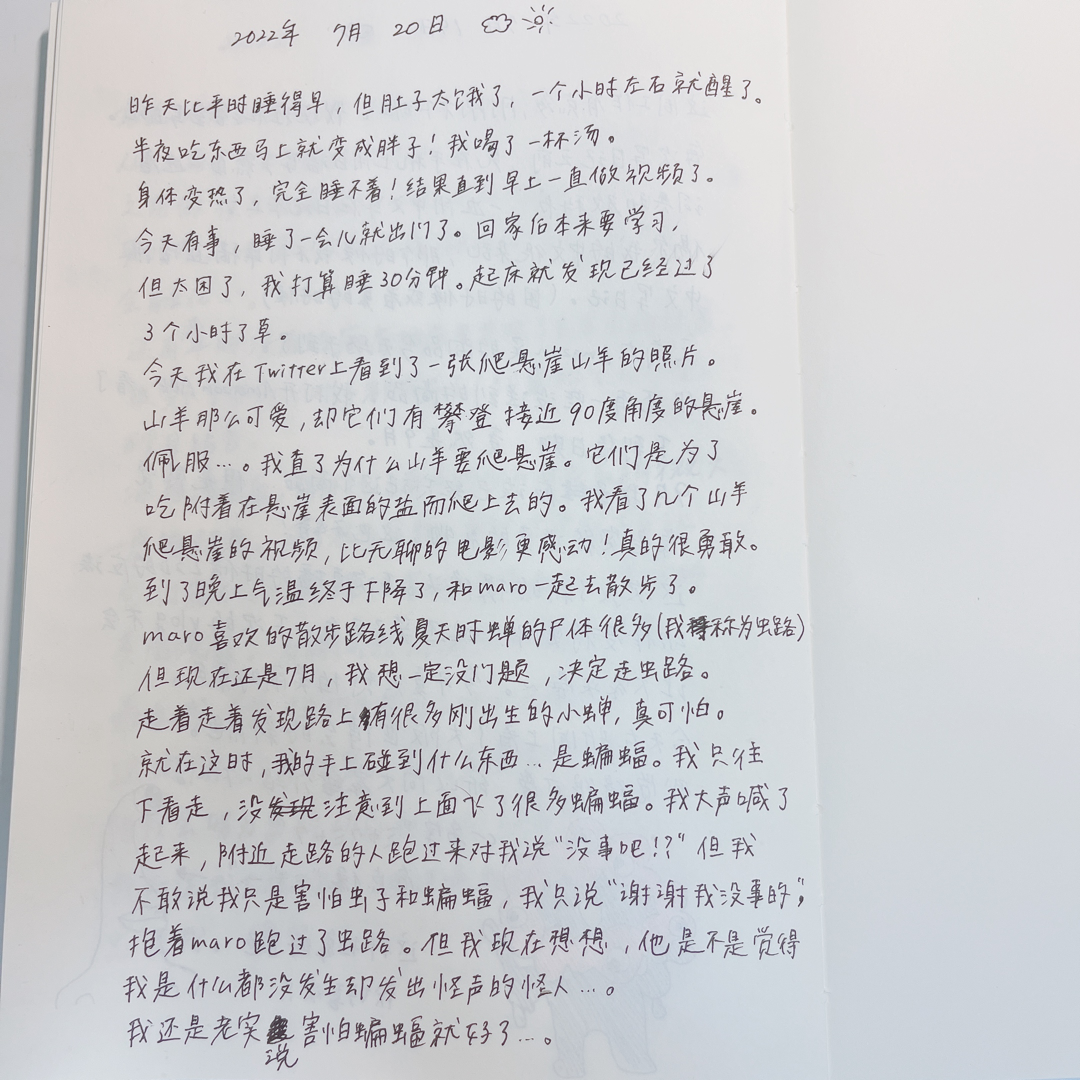 2022年 7月 20日
昨天比平时睡得早，但肚子太饿了，一个小时左右就醒了。
半夜吃东西马上就变成胖子！我喝了一杯汤。
身体变热了，完全睡不着！结果直到早上一直做视频了。
今天有事，睡了一会儿就出门了。回家后本来要学习，
但太困了，我打算睡30分钟。起床就发现已经过了
3个小时了草。
今天我在Twitter上看到了一张爬悬崖山羊的照片。
山羊那么可爱，却它们有攀登接近90度角度的悬崖。
佩服…。我查了为什么山羊要爬悬崖。它们是为了
吃附着在悬崖表面的盐而爬上去的。我看了几个山羊
爬悬崖的视频，比无聊的电影更感动！真的很勇敢。
到了晚上气温终于下降了，和maro一起去散步了。
maro喜欢的散步路线夏天时蝉的尸体很多(我称为虫路)
但现在还是7月，我想一定没门题，决定走虫路。
走着走着发现路上有很多刚出生的小蝉，真可怕。
就在这时，我的手上碰到什么东西…是蝙蝠。我只往
下看走，没注意到上面飞了很多蝙蝠。我大声喊了
起来，附近走路的人跑过来对我说“没事吧！？”但我
不敢说我只是害怕虫子和蝙蝠，我只说“谢谢我没事的”，
抱着maro跑过了虫路。但我现在想想，他是不是觉得
我是什么都没发生却发出怪声的怪人…。
我还是老实说害怕蝙蝠就好了…。